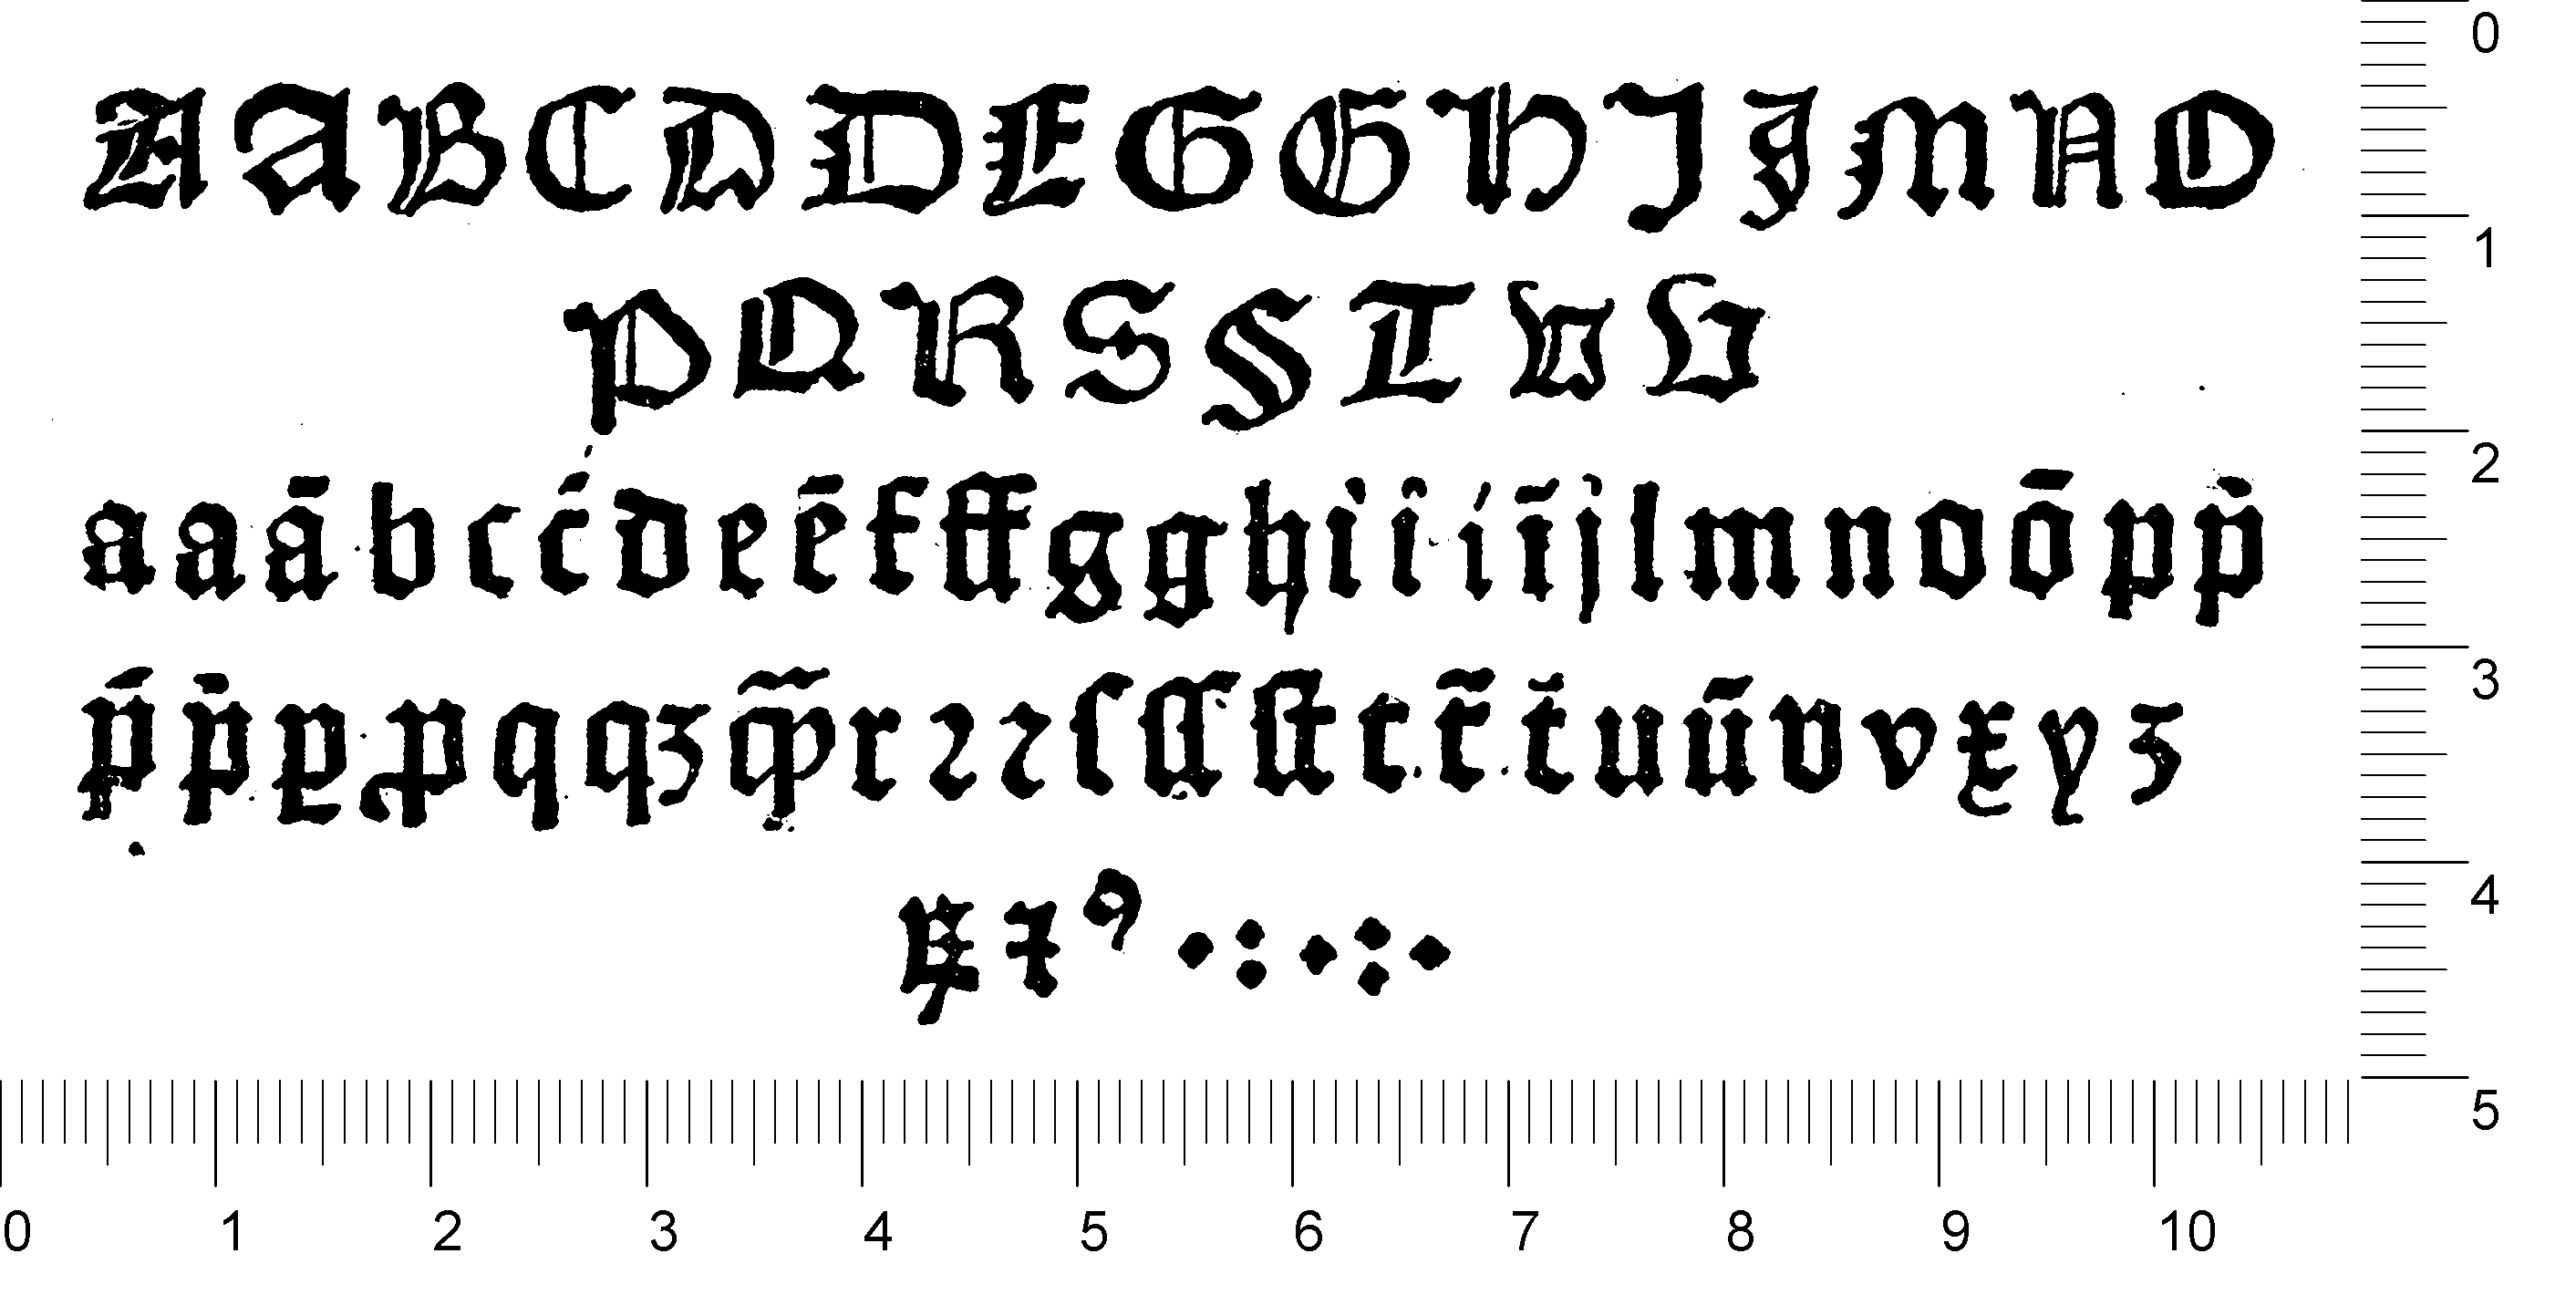 A A B C D D E G G H J J M N O
P Q R S S T V V
a a ā b c c̄ d e ē f ff g g h i i í ī j l m n o ō p p̄
p̄ p̄ ꝑ ꝓ q qꝫ qͥ̃ r ꝛ ꝛ ſ ſſ ſt t t̃ t̄ u ū v v x y ꝫ
E ⁊ ꝰ · : · : ·
0
1
2
3
4
5
0 1 2 3 4 5 6 7 8 9 10